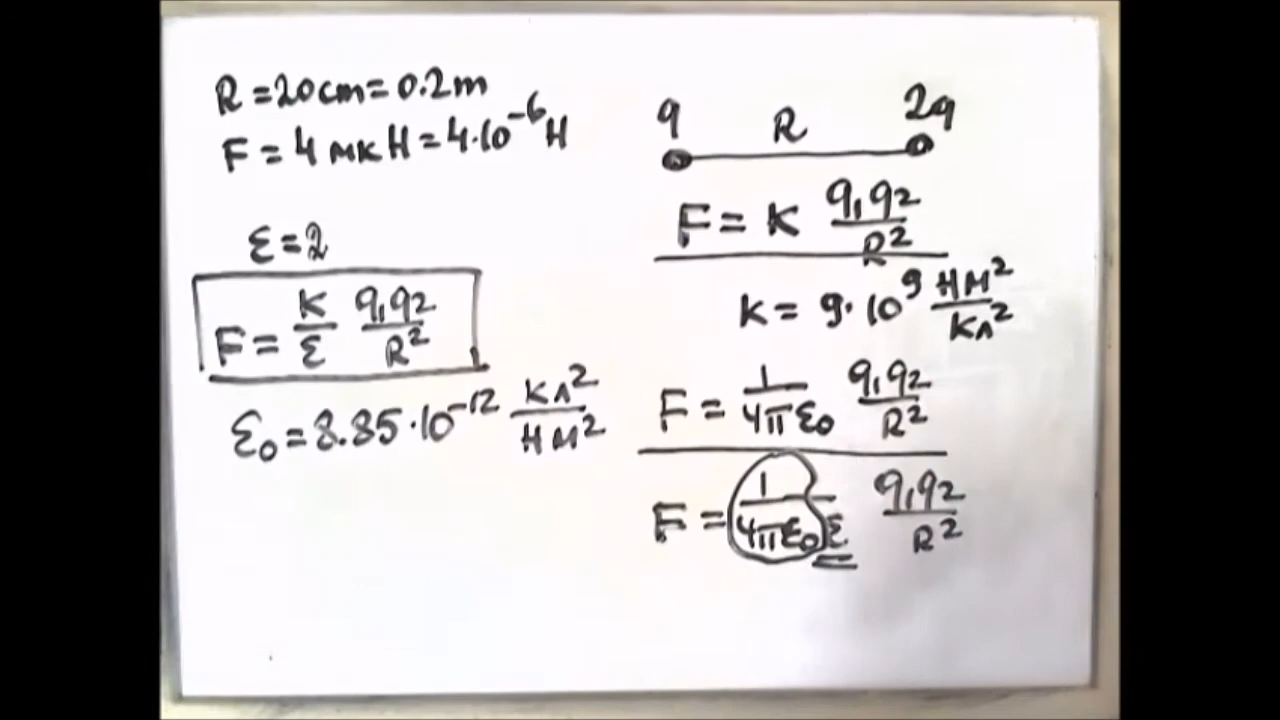 R = 20cm = 0.2m
F = 4 мк Н = 4·10⁻⁶ Н
ε = 2
F = K/ε q₁q₂/R²
ε₀ = 8.85·10⁻¹² Кл²/НМ²
q R 2q
F = K q₁q₂/R²
K = 9·10⁹ НМ²/Кл²
F = 1/4πε₀ q₁q₂/R²
F = 1/4πε₀ε q₁q₂/R²